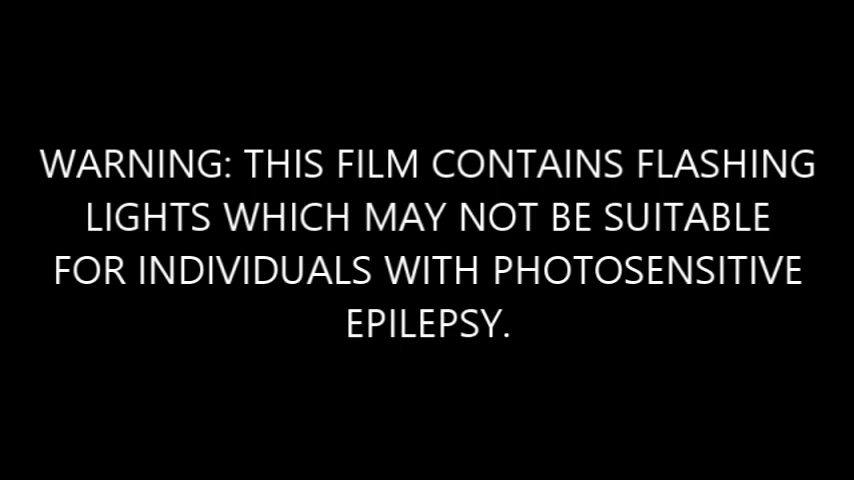 WARNING: THIS FILM CONTAINS FLASHING
LIGHTS WHICH MAY NOT BE SUITABLE
FOR INDIVIDUALS WITH PHOTOSENSITIVE
EPILEPSY.